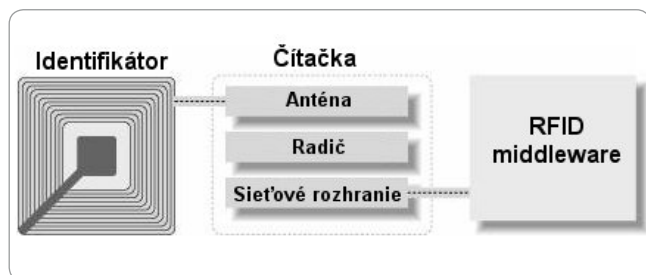 Identifikátor
Čítačka
Anténa
Radič
Sieťové rozhranie
RFID
middleware